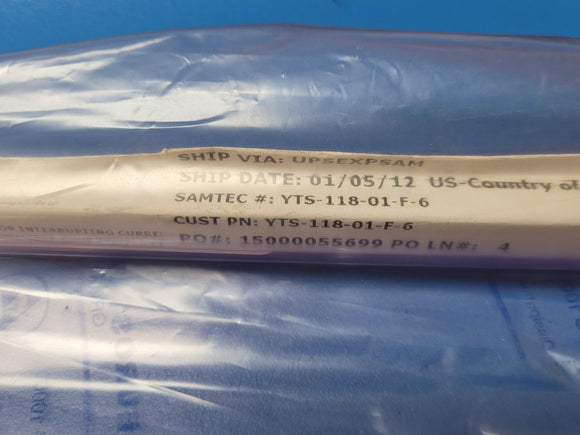 SHIP VIA: UPSEXPSAM
SHIP DATE: 01/05/12 US-Country of
SAMTEC #: YTS-118-01-F-6
CUST PN: YTS-118-01-F-6
OR INTERRUPTING CURRE
PO#: 15000055699 PO LN#: 4